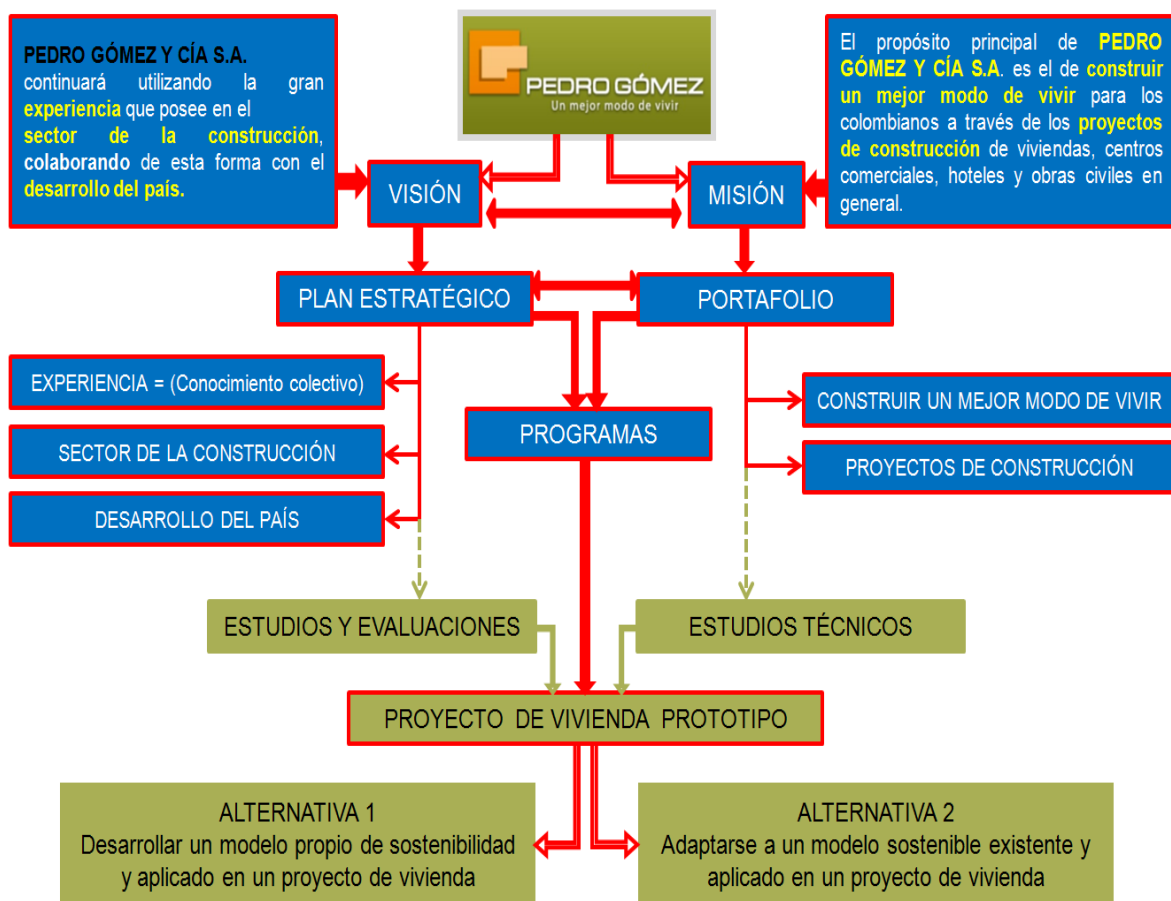 PEDRO GÓMEZ
Un mejor modo de vivir
PEDRO GÓMEZ Y CÍA S.A.
continuará utilizando la gran
experiencia que posee en el
sector de la construcción,
colaborando de esta forma con el
desarrollo del país.
El propósito principal de PEDRO
GÓMEZ Y CÍA S.A. es el de construir
un mejor modo de vivir para los
colombianos a través de los proyectos
de construcción de viviendas, centros
comerciales, hoteles y obras civiles en
general.
VISIÓN
MISIÓN
PLAN ESTRATÉGICO
PORTAFOLIO
EXPERIENCIA = (Conocimiento colectivo)
SECTOR DE LA CONSTRUCCIÓN
DESARROLLO DEL PAÍS
PROGRAMAS
CONSTRUIR UN MEJOR MODO DE VIVIR
PROYECTOS DE CONSTRUCCIÓN
ESTUDIOS Y EVALUACIONES
ESTUDIOS TÉCNICOS
PROYECTO DE VIVIENDA PROTOTIPO
ALTERNATIVA 1
Desarrollar un modelo propio de sostenibilidad
y aplicado en un proyecto de vivienda
ALTERNATIVA 2
Adaptarse a un modelo sostenible existente y
aplicado en un proyecto de vivienda